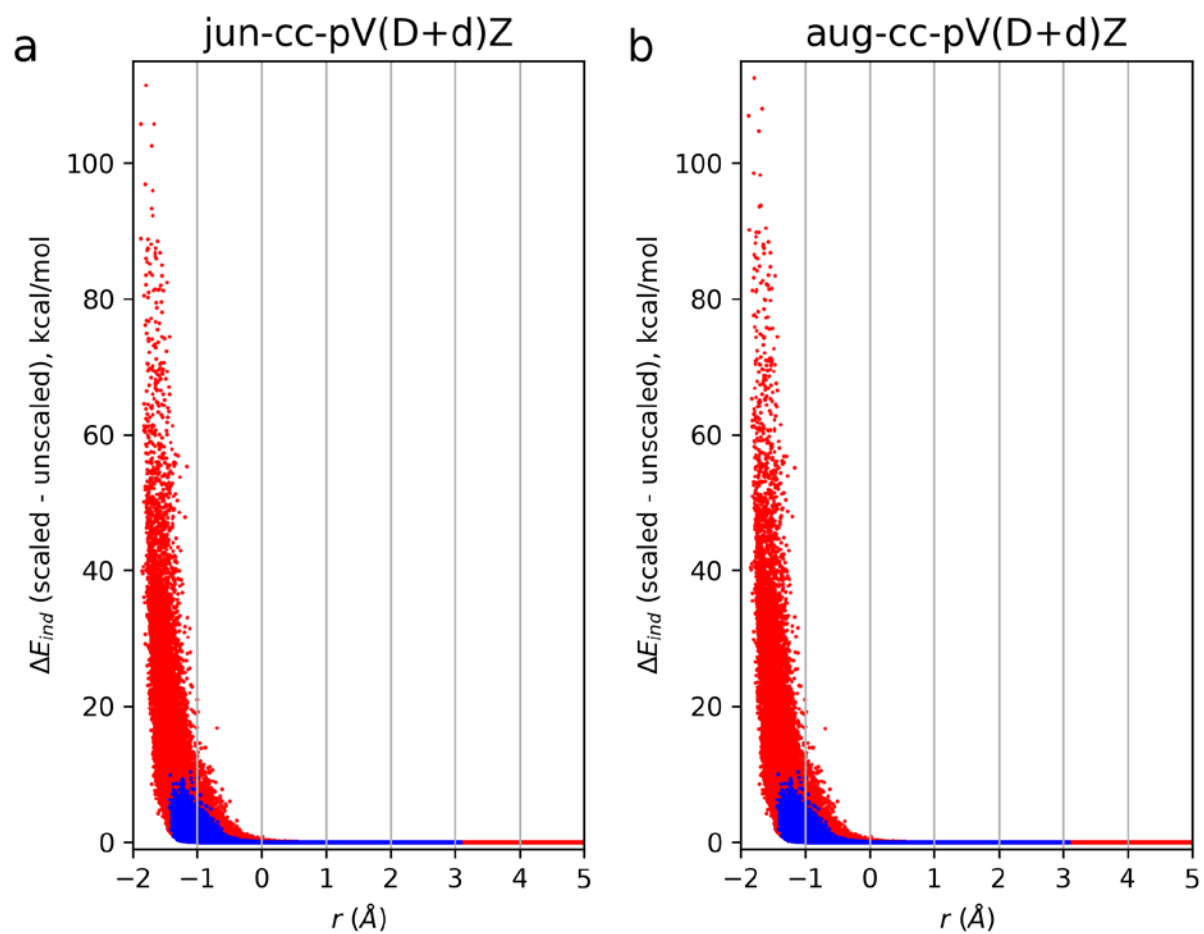 a
jun-cc-pV(D+d)Z
ΔE_ind (scaled - unscaled), kcal/mol
100
80
60
40
20
0
−2 −1 0 1 2 3 4 5
r (Å)
b
aug-cc-pV(D+d)Z
ΔE_ind (scaled - unscaled), kcal/mol
100
80
60
40
20
0
−2 −1 0 1 2 3 4 5
r (Å)